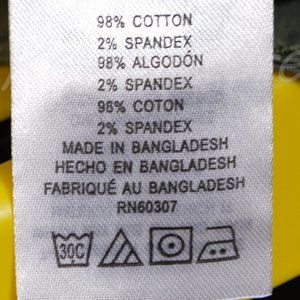 98% COTTON
2% SPANDEX
98% ALGODÓN
2% SPANDEX
98% COTON
2% SPANDEX
MADE IN BANGLADESH
HECHO EN BANGLADESH
FABRIQUÉ AU BANGLADESH
RN60307
30C